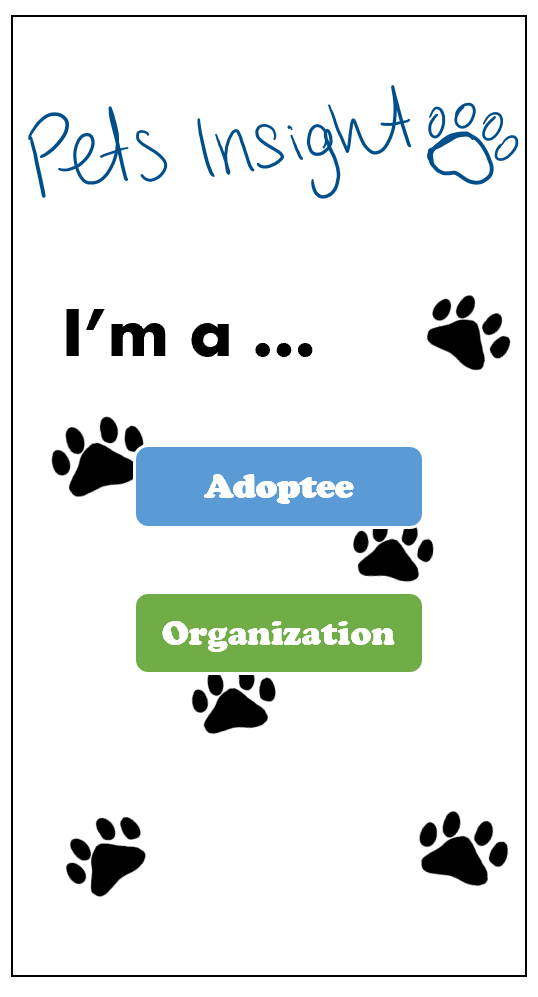 Pets Insight
I’m a ...
Adoptee
Organization